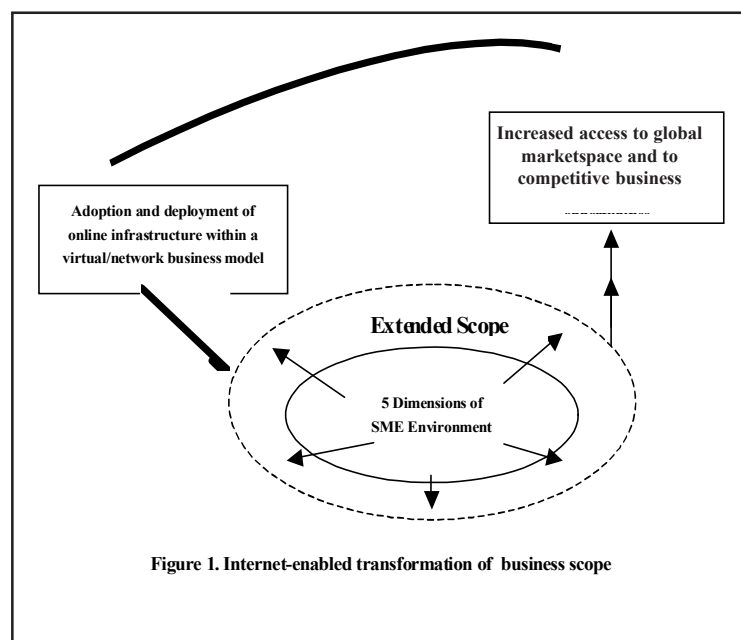 Increased access to global
marketspace and to
competitive business
Adoption and deployment of
online infrastructure within a
virtual/network business model
Extended Scope
5 Dimensions of
SME Environment
Figure 1. Internet-enabled transformation of business scope